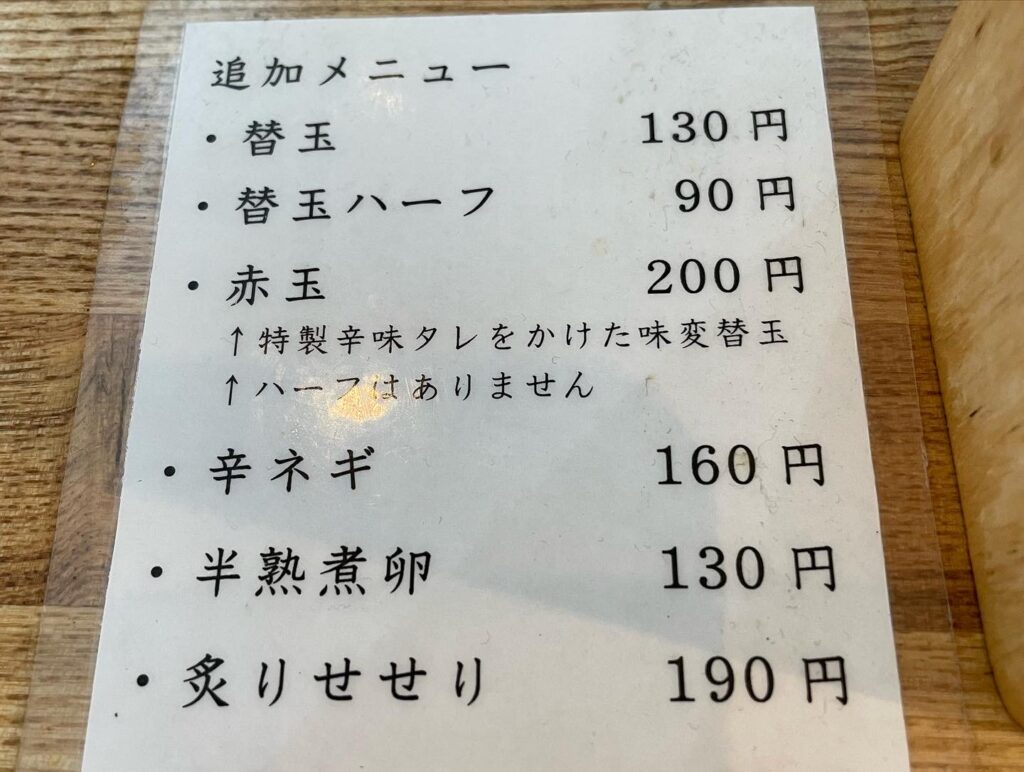 追加メニュー
・替玉 130円
・替玉ハーフ 90円
・赤玉 200円
↑特製辛味タレをかけた味変替玉
↑ハーフはありません
・辛ネギ 160円
・半熟煮卵 130円
・炙りせせり 190円